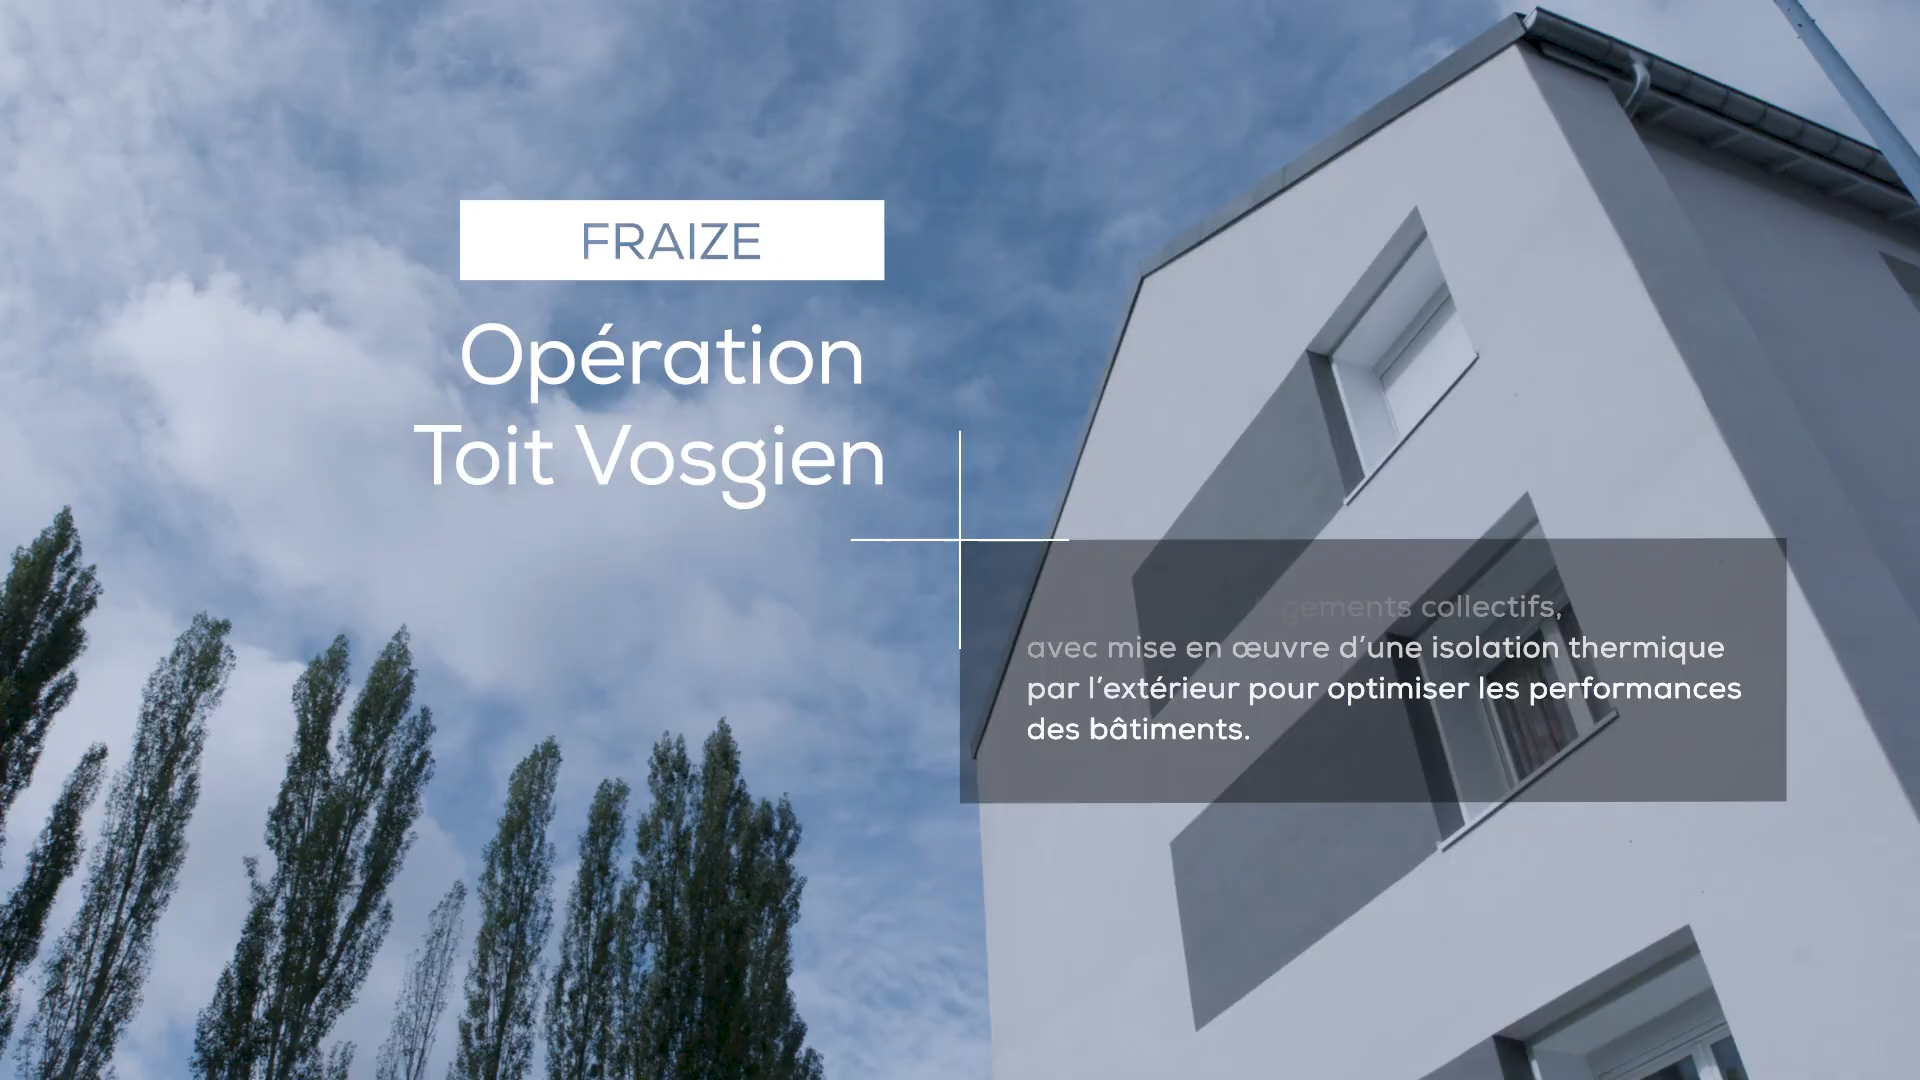 FRAIZE
Opération
Toit Vosgien
gements collectifs,
avec mise en œuvre d’une isolation thermique
par l’extérieur pour optimiser les performances
des bâtiments.